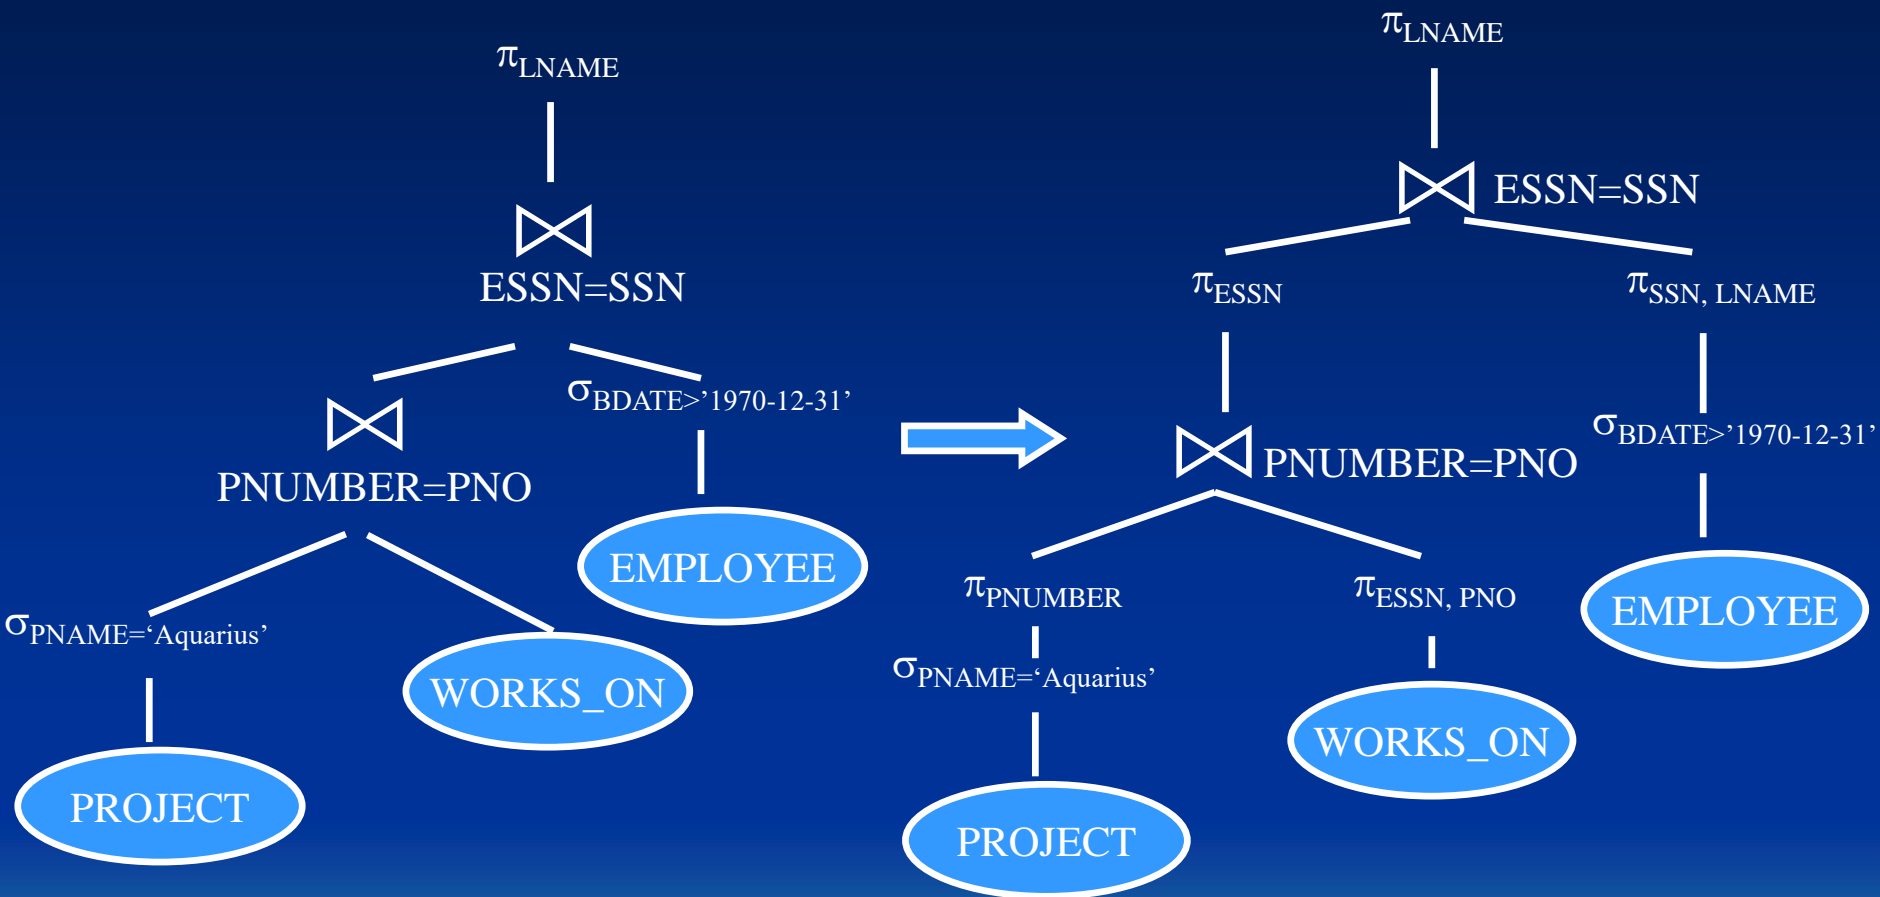 πLNAME
ESSN=SSN
σBDATE>’1970-12-31’
PNUMBER=PNO
EMPLOYEE
σPNAME=‘Aquarius’
WORKS_ON
PROJECT
πLNAME
ESSN=SSN
πESSN
πSSN, LNAME
σBDATE>’1970-12-31’
PNUMBER=PNO
πPNUMBER
πESSN, PNO
EMPLOYEE
σPNAME=‘Aquarius’
WORKS_ON
PROJECT